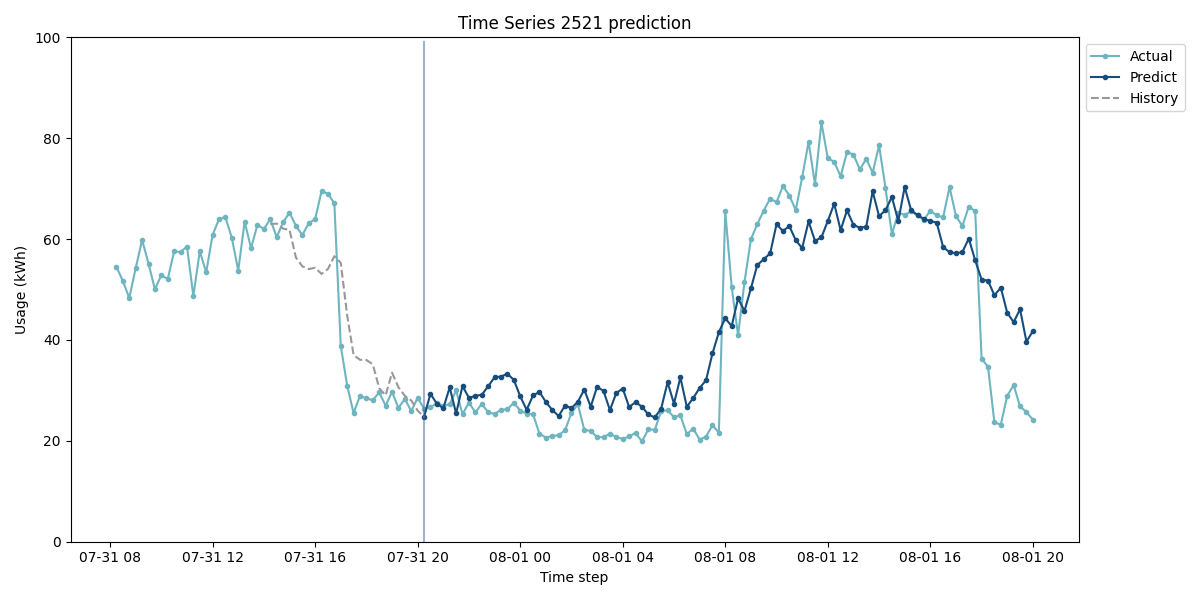 Time Series 2521 prediction
100
80
60
40
20
0
Usage (kWh)
07-31 08
07-31 12
07-31 16
07-31 20
08-01 00
08-01 04
08-01 08
08-01 12
08-01 16
08-01 20
Time step
Actual
Predict
History